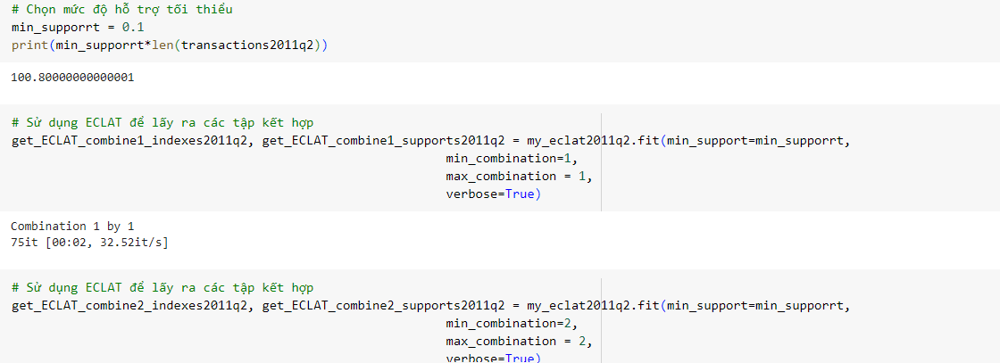 # Chọn mức độ hỗ trợ tối thiểu
min_supporrt = 0.1
print(min_supporrt*len(transactions2011q2))
100.80000000000001
# Sử dụng ECLAT để lấy ra các tập kết hợp
get_ECLAT_combine1_indexes2011q2, get_ECLAT_combine1_supports2011q2 = my_eclat2011q2.fit(min_support=min_supporrt,
min_combination=1,
max_combination = 1,
verbose=True)
Combination 1 by 1
75it [00:02, 32.52it/s]
# Sử dụng ECLAT để lấy ra các tập kết hợp
get_ECLAT_combine2_indexes2011q2, get_ECLAT_combine2_supports2011q2 = my_eclat2011q2.fit(min_support=min_supporrt,
min_combination=2,
max_combination = 2,
verbose=True)